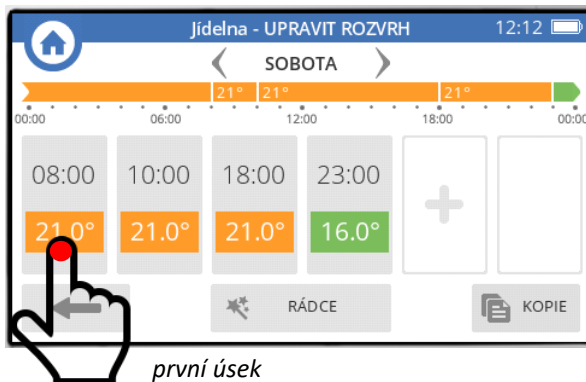 Jídelna - UPRAVIT ROZVRH 12:12
SOBOTA
21° 21° 21°
00:00 06:00 12:00 18:00 00:00
08:00 10:00 18:00 23:00
21.0° 21.0° 21.0° 16.0°
RÁDCE KOPIE
první úsek